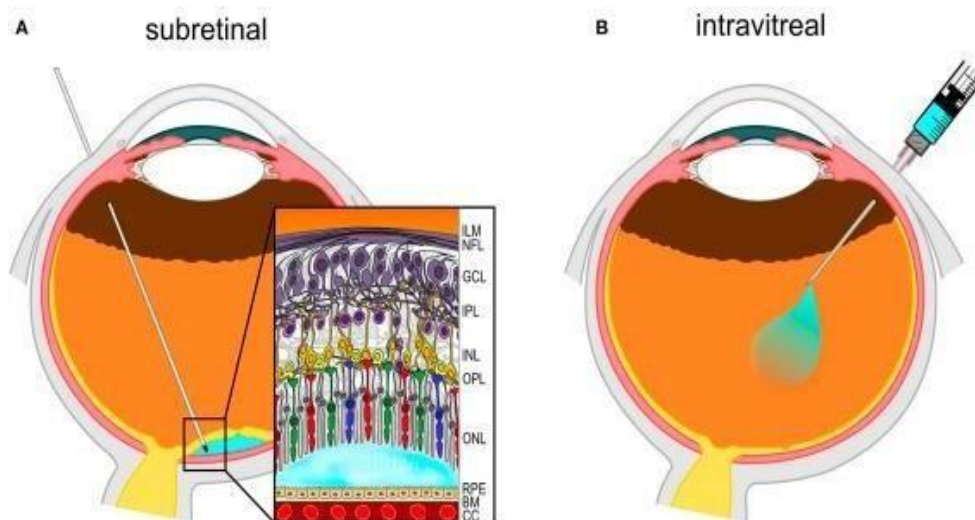 A
subretinal
B
intravitreal
ILM
NFL
GCL
IPL
INL
OPL
ONL
RPE
BM
CC